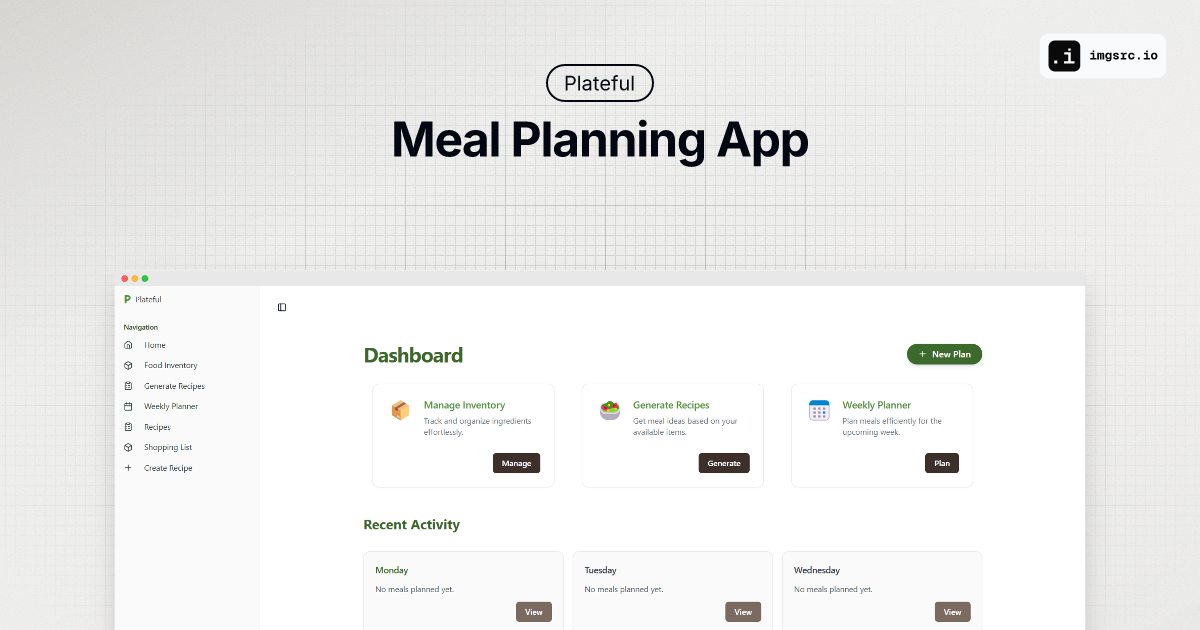 Plateful
.i imgsrc.io
Meal Planning App
P Plateful
Navigation
Home
Food Inventory
Generate Recipes
Weekly Planner
Recipes
Shopping List
Create Recipe
Dashboard
+ New Plan
Manage Inventory
Track and organize ingredients
effortlessly.
Manage
Generate Recipes
Get meal ideas based on your
available items.
Generate
Weekly Planner
Plan meals efficiently for the
upcoming week.
Plan
Recent Activity
Monday
No meals planned yet.
View
Tuesday
No meals planned yet.
View
Wednesday
No meals planned yet.
View